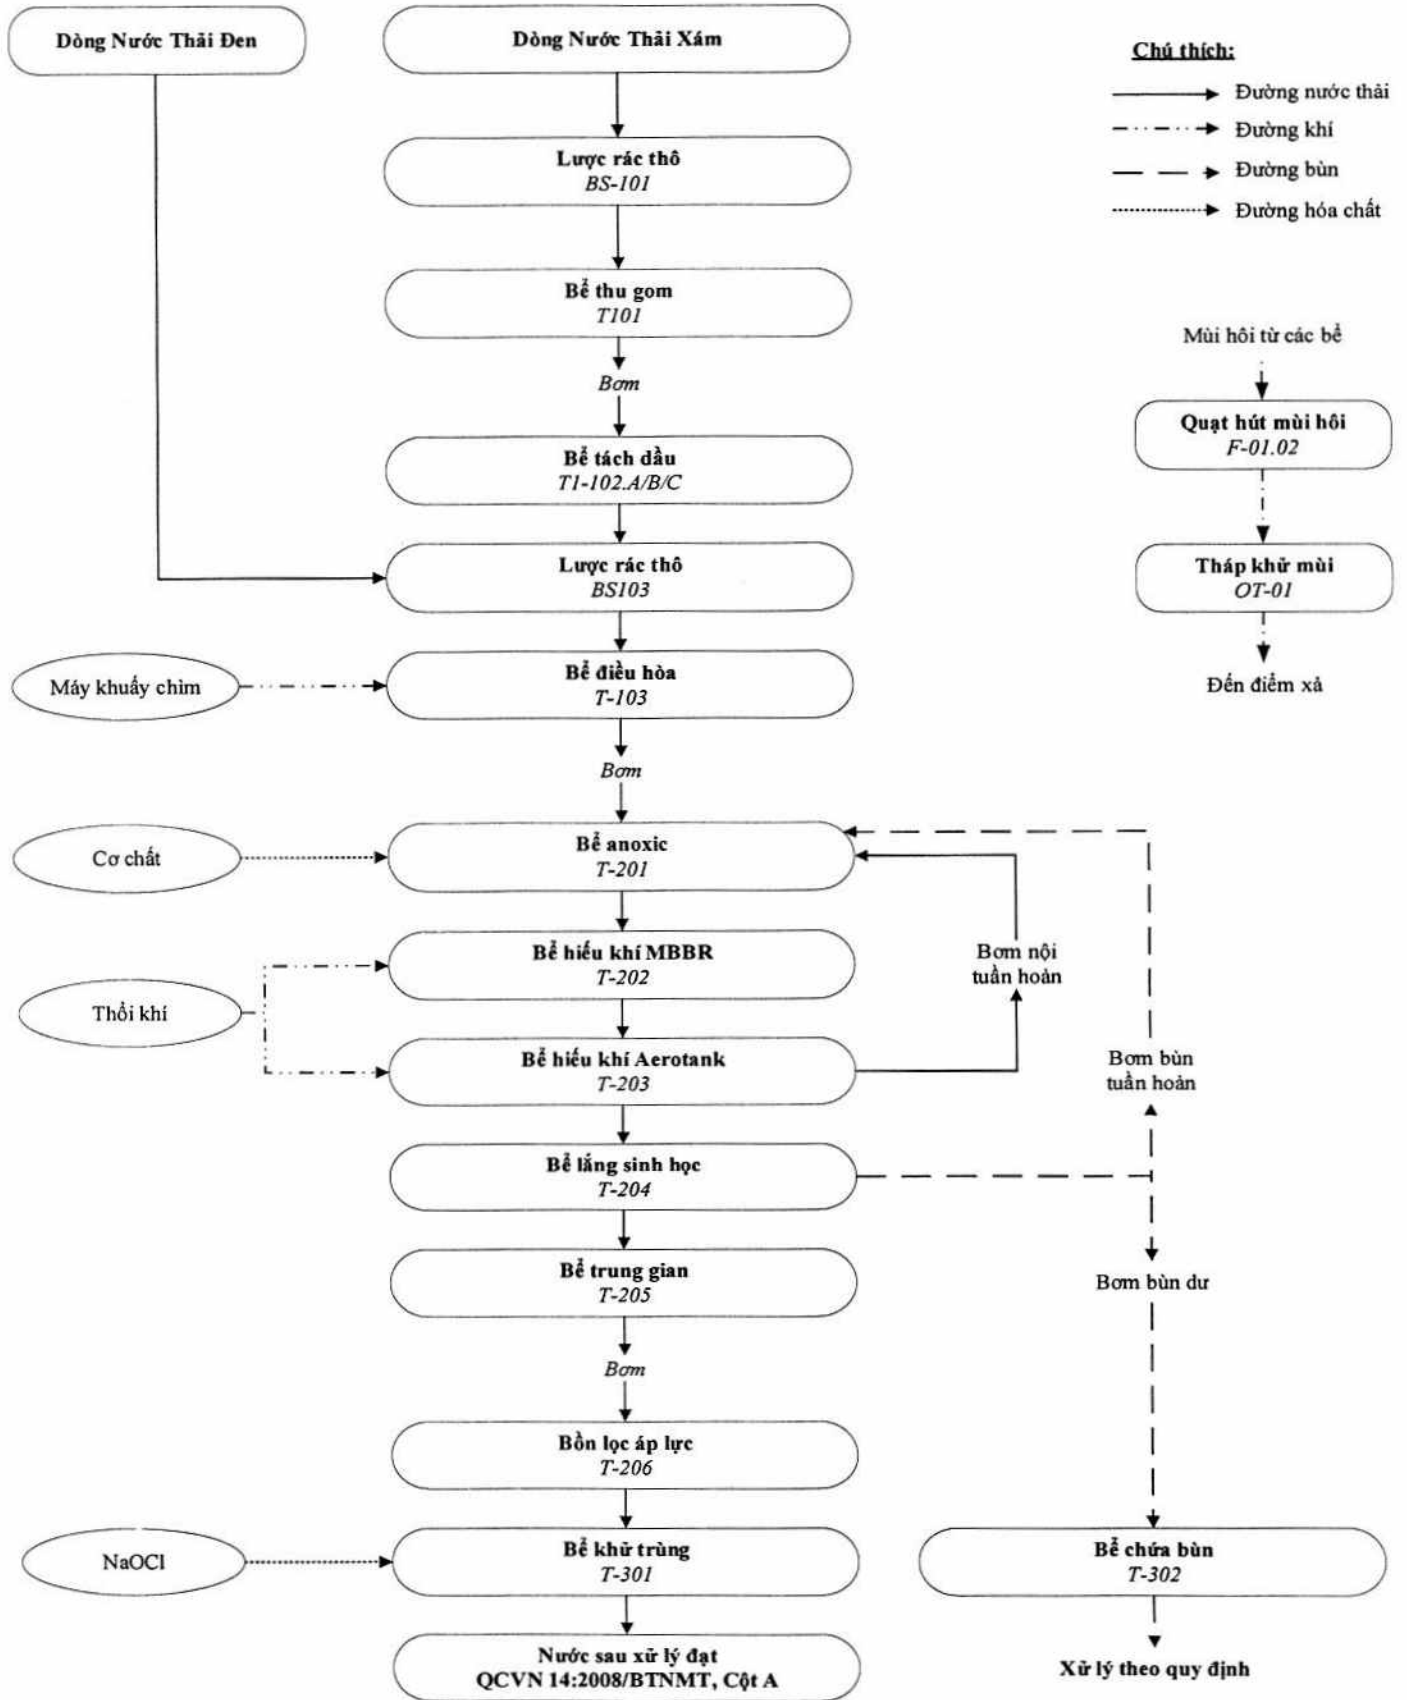 Dòng Nước Thải Đen
Dòng Nước Thải Xám
Chú thích:
Đường nước thải
Đường khí
Đường bùn
Đường hóa chất
Lược rác thô
BS-101
Bể thu gom
T101
Bơm
Bể tách dầu
T1-102.A/B/C
Lược rác thô
BS103
Máy khuấy chìm
Bể điều hòa
T-103
Bơm
Mùi hôi từ các bể
Quạt hút mùi hôi
F-01.02
Tháp khử mùi
OT-01
Đến điểm xả
Cơ chất
Bể anoxic
T-201
Bể hiếu khí MBBR
T-202
Bơm nội
tuần hoàn
Thổi khí
Bể hiếu khí Aerotank
T-203
Bơm bùn
tuần hoàn
Bể lắng sinh học
T-204
Bể trung gian
T-205
Bơm bùn dư
Bơm
Bồn lọc áp lực
T-206
NaOCl
Bể khử trùng
T-301
Bể chứa bùn
T-302
Nước sau xử lý đạt
QCVN 14:2008/BTNMT, Cột A
Xử lý theo quy định